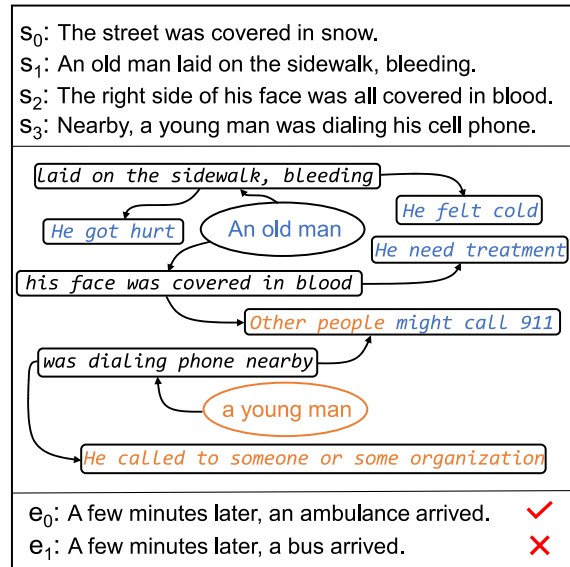 s0: The street was covered in snow.
s1: An old man laid on the sidewalk, bleeding.
s2: The right side of his face was all covered in blood.
s3: Nearby, a young man was dialing his cell phone.
laid on the sidewalk, bleeding
He felt cold
He got hurt
An old man
He need treatment
his face was covered in blood
Other people might call 911
was dialing phone nearby
a young man
He called to someone or some organization
e0: A few minutes later, an ambulance arrived. ✓
e1: A few minutes later, a bus arrived. ✗